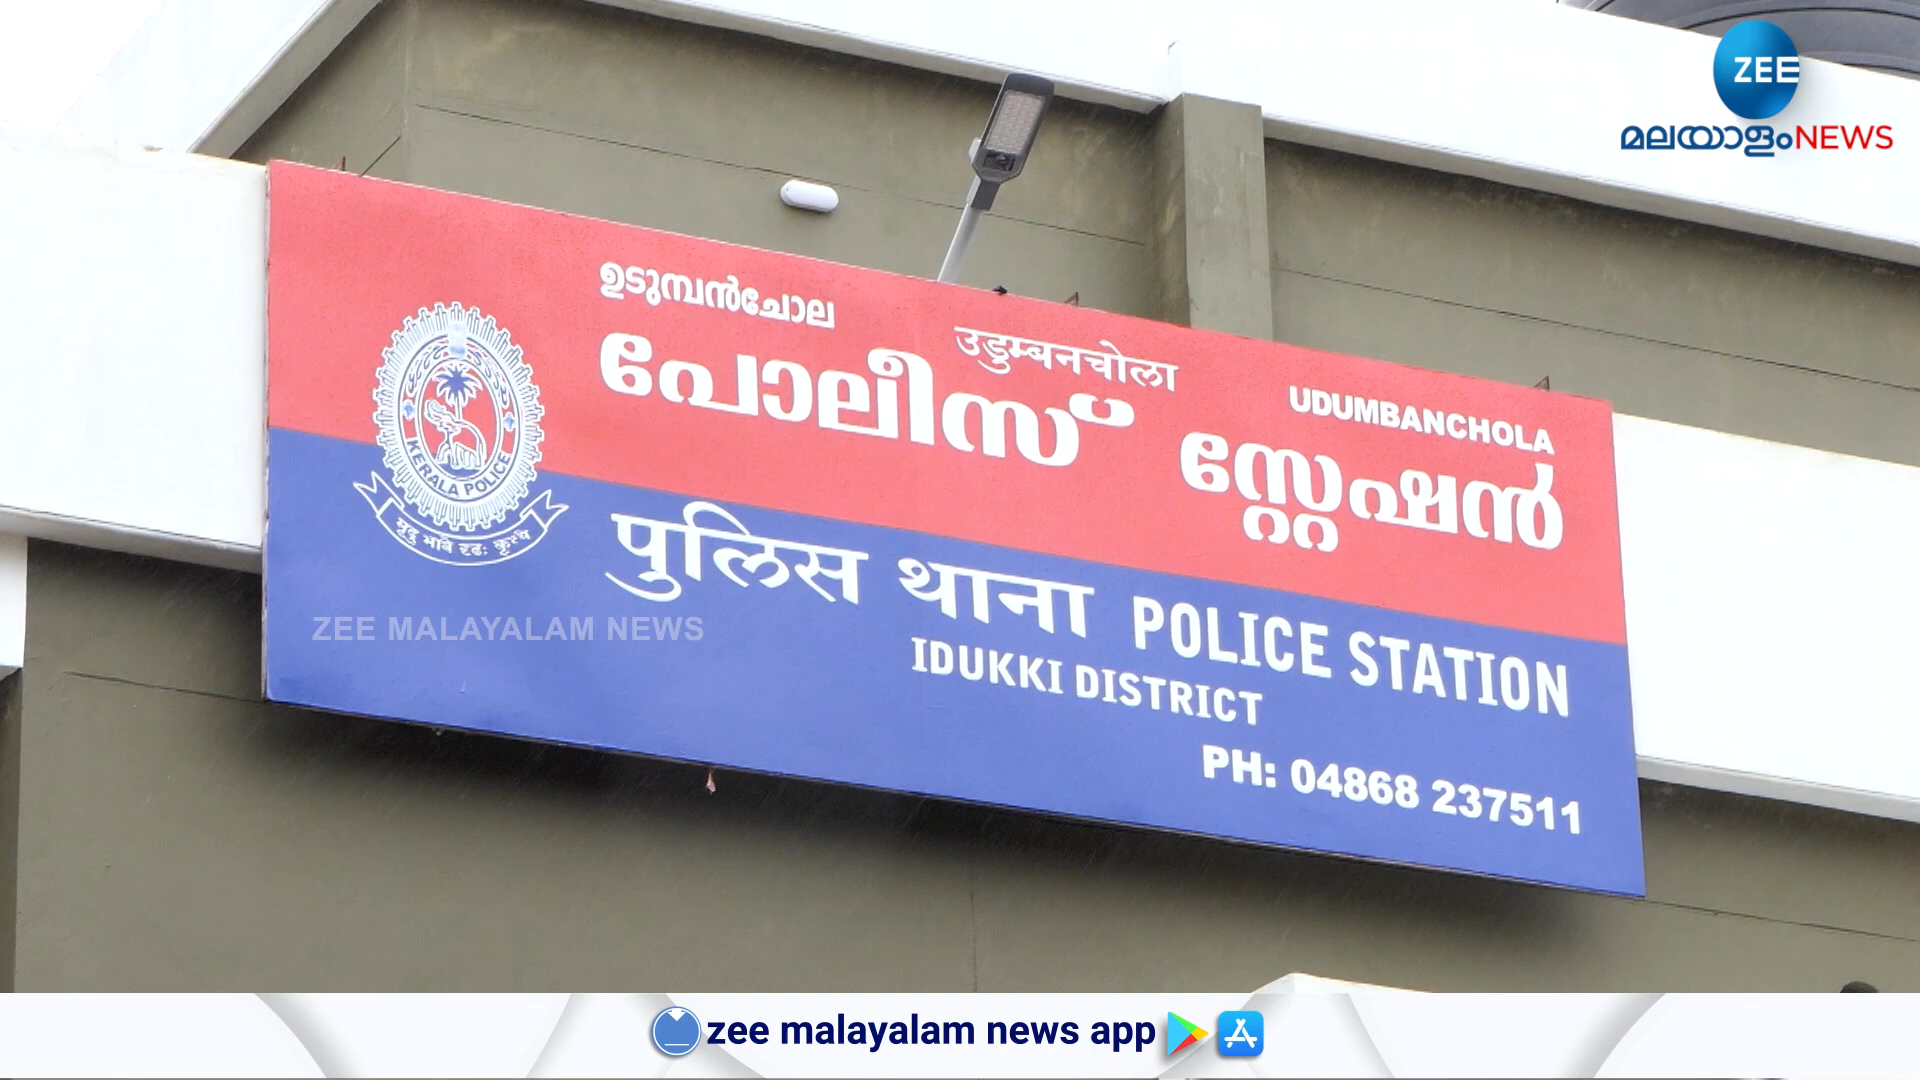 ZEE
മലയാളംNEWS
ഉടുമ്പൻചോല
उडुम्बनचोला
UDUMBANCHOLA
പോലീസ് സ്റ്റേഷൻ
KERALA POLICE
मृदु भावे दृढः कृत्ये
पुलिस थाना POLICE STATION
IDUKKI DISTRICT
PH: 04868 237511
ZEE MALAYALAM NEWS
zee malayalam news app